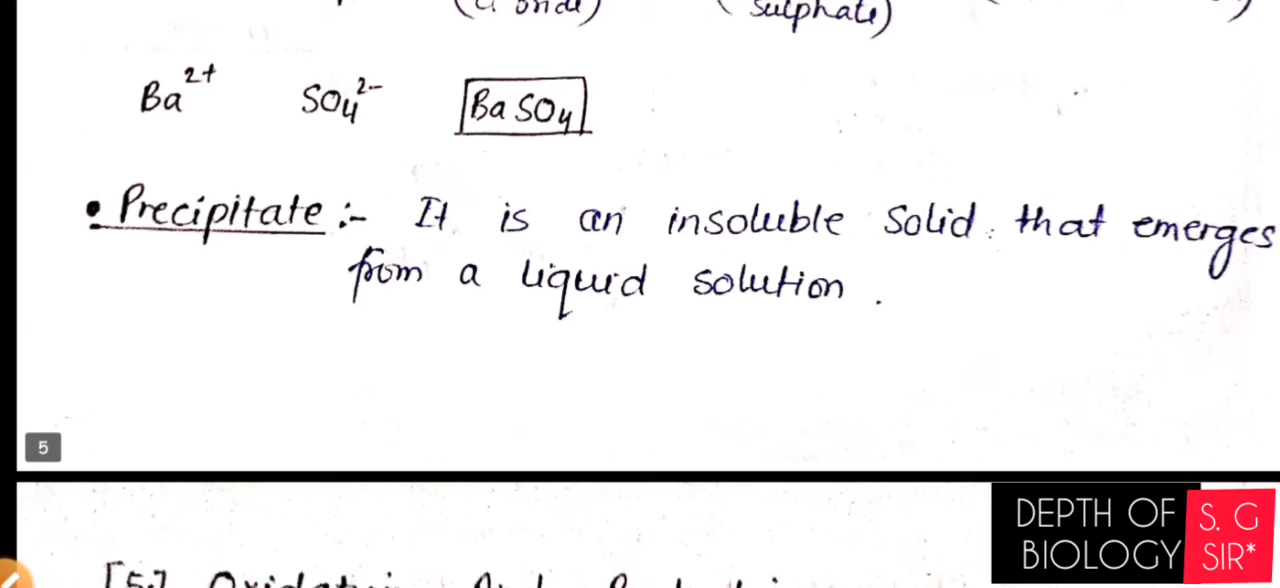 sulphate)
Ba²⁺ SO₄²⁻ BaSO₄
• Precipitate :- It is an insoluble solid that emerges
from a liquid solution.
5
DEPTH OF BIOLOGY
S. G SIR*
[5.]